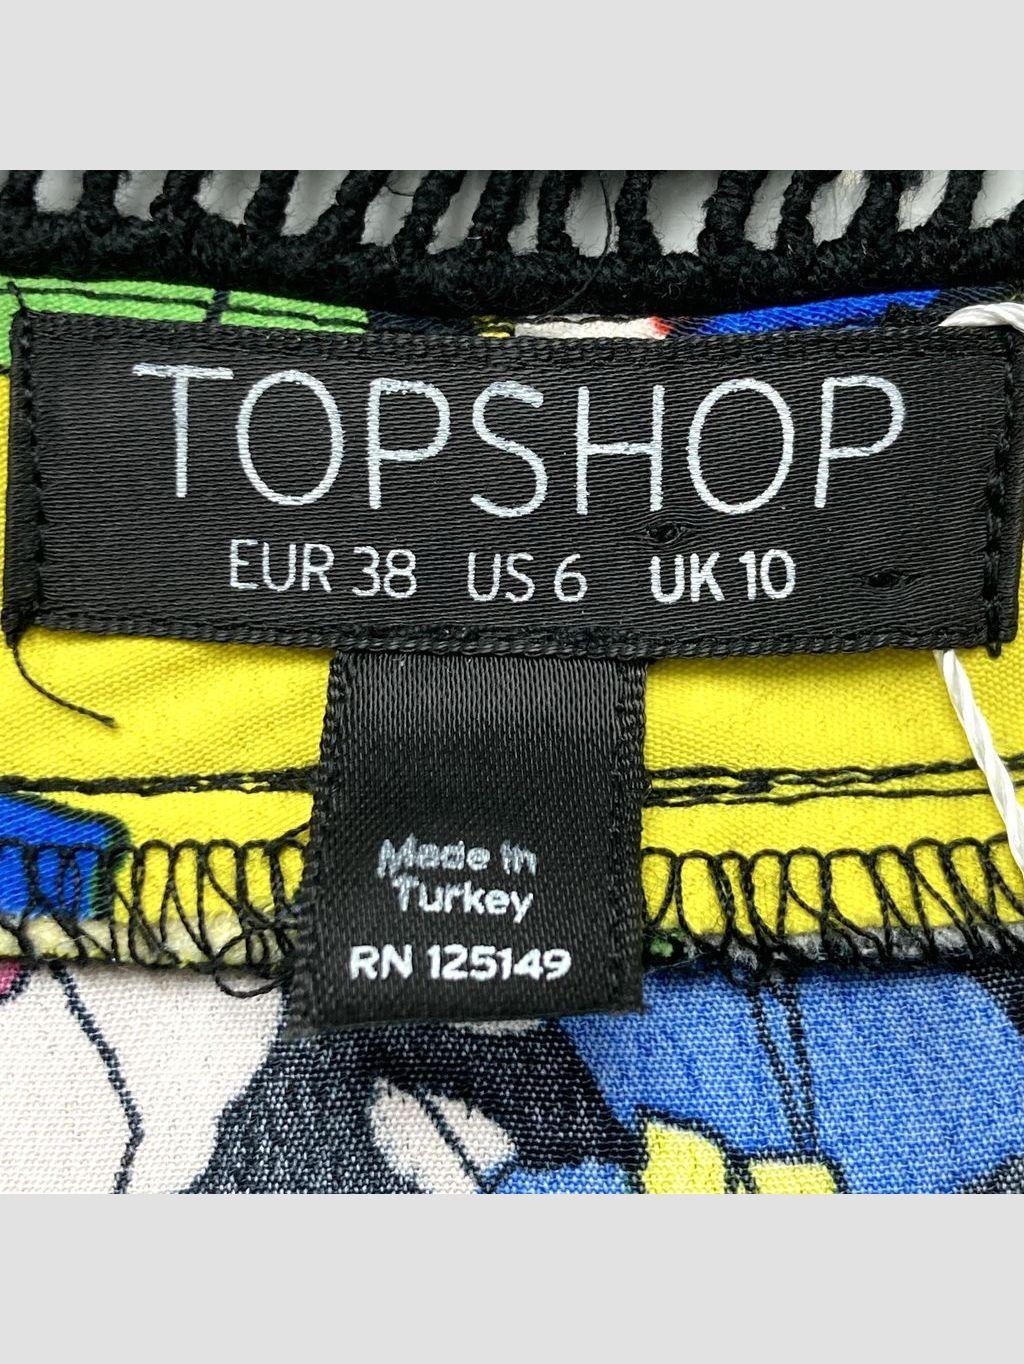 TOPSHOP
EUR 38 US 6 UK 10
Made in
Turkey
RN 125149